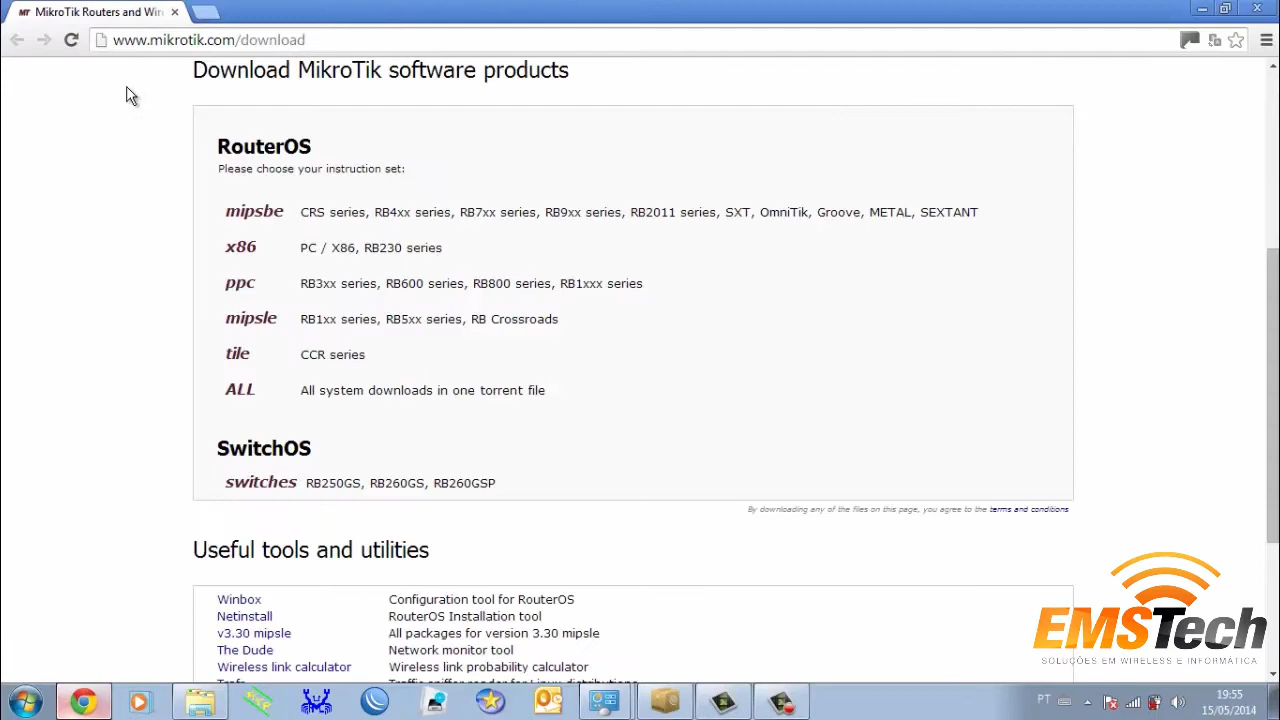 MikroTik Routers and Wire
www.mikrotik.com/download
Download MikroTik software products
RouterOS
Please choose your instruction set:
mipsbe CRS series, RB4xx series, RB7xx series, RB9xx series, RB2011 series, SXT, OmniTik, Groove, METAL, SEXTANT
x86 PC / X86, RB230 series
ppc RB3xx series, RB600 series, RB800 series, RB1xxx series
mipsle RB1xx series, RB5xx series, RB Crossroads
tile CCR series
ALL All system downloads in one torrent file
SwitchOS
switches RB250GS, RB260GS, RB260GSP
By downloading any of the files on this page, you agree to the terms and conditions
Useful tools and utilities
Winbox Configuration tool for RouterOS
Netinstall RouterOS Installation tool
v3.30 mipsle All packages for version 3.30 mipsle
The Dude Network monitor tool
Wireless link calculator Wireless link probability calculator
EMSTech
SOLUÇÕES EM WIRELESS E INFORMÁTICA
PT
19:55
15/05/2014